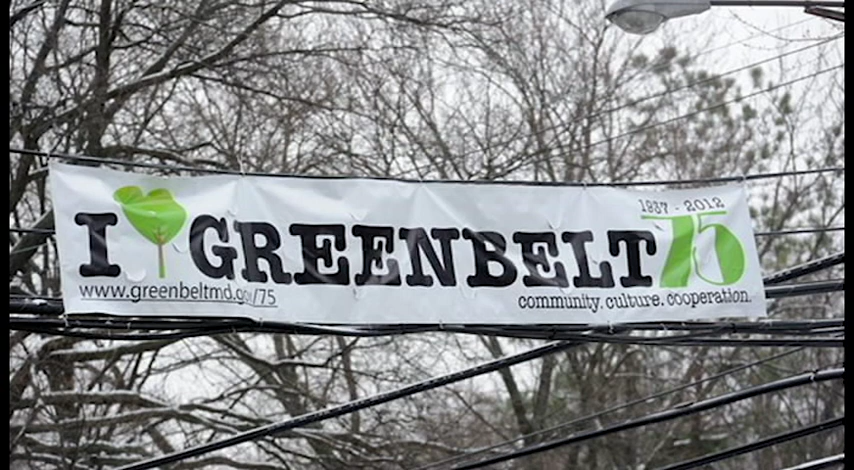 I GREENBELT
1937 - 2012
75
www.greenbeltmd.gov/75
community. culture. cooperation.